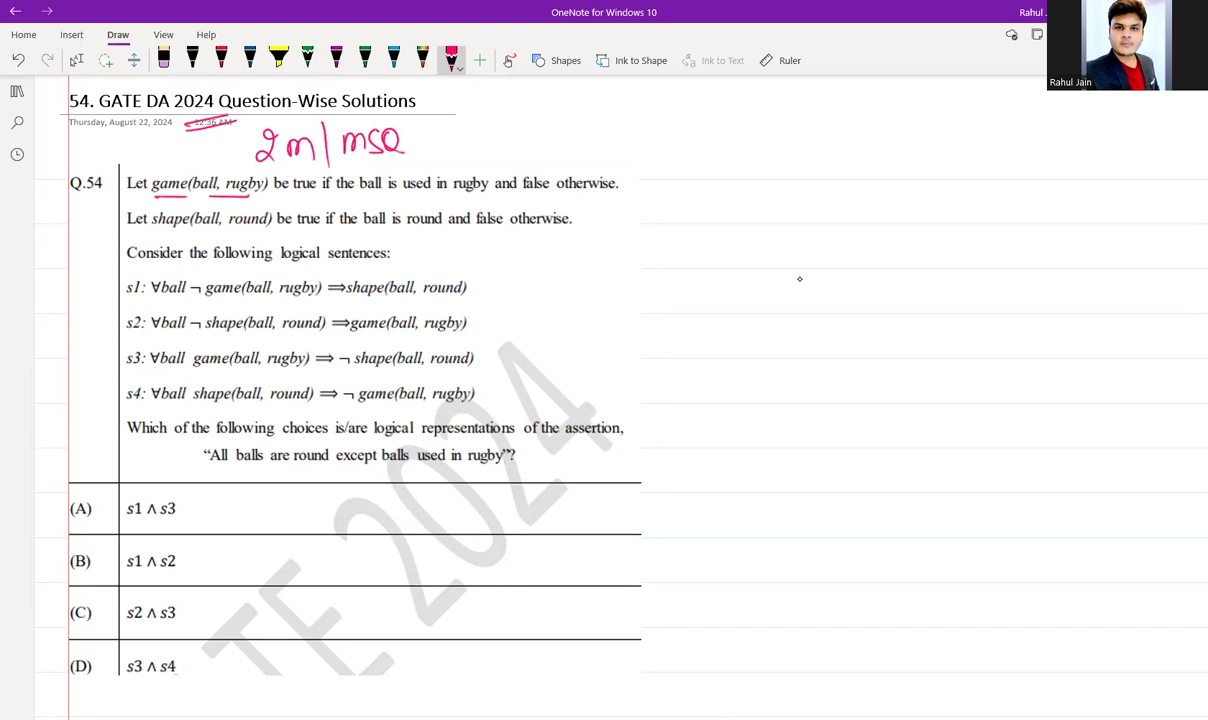 OneNote for Windows 10
Rahul J
Home Insert Draw View Help
Shapes Ink to Shape Ink to Text Ruler
Rahul Jain
54. GATE DA 2024 Question-Wise Solutions
Thursday, August 22, 2024 12:36 AM
2m | MSQ
Q.54 Let game(ball, rugby) be true if the ball is used in rugby and false otherwise.
Let shape(ball, round) be true if the ball is round and false otherwise.
Consider the following logical sentences:
s1: ∀ball ¬ game(ball, rugby) ⟹shape(ball, round)
s2: ∀ball ¬ shape(ball, round) ⟹game(ball, rugby)
s3: ∀ball game(ball, rugby) ⟹ ¬ shape(ball, round)
s4: ∀ball shape(ball, round) ⟹ ¬ game(ball, rugby)
Which of the following choices is/are logical representations of the assertion,
“All balls are round except balls used in rugby”?
(A) s1 ∧ s3
(B) s1 ∧ s2
(C) s2 ∧ s3
(D) s3 ∧ s4
TE 2024